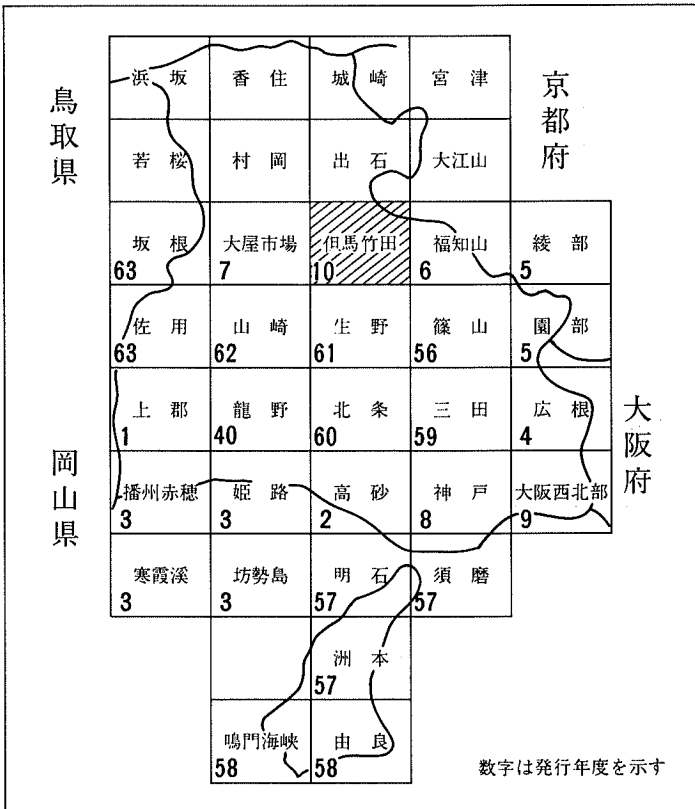 鳥取県
京都府
大阪府
岡山県
浜坂 香住 城崎 宮津
若桜 村岡 出石 大江山
坂根 大屋市場 但馬竹田 福知山 綾部
63 7 10 6 5
佐用 山崎 生野 篠山 園部
63 62 61 56 5
上郡 龍野 北条 三田 広根
1 40 60 59 4
播州赤穂 姫路 高砂 神戸 大阪西北部
3 3 2 8 9
寒霞渓 坊勢島 明石 須磨
3 3 57 57
洲本
57
鳴門海峡 由良
58 58
数字は発行年度を示す